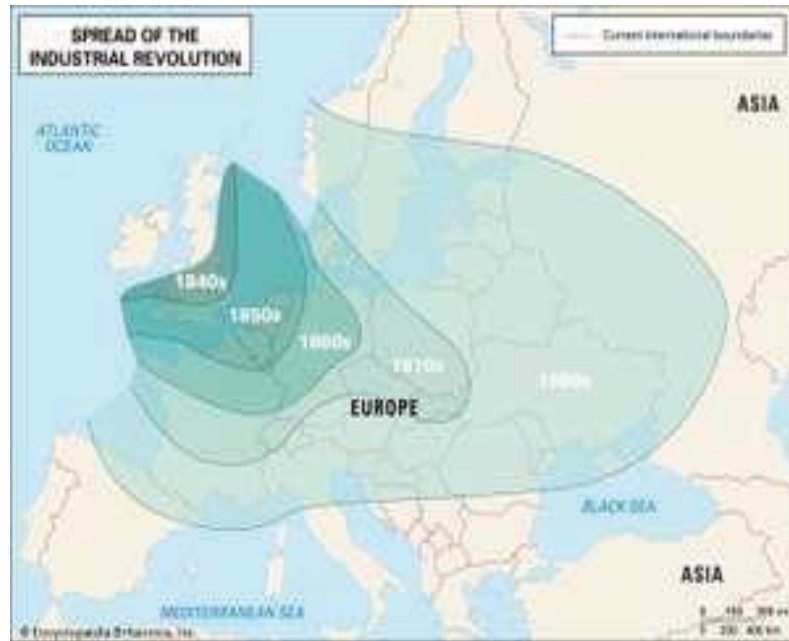 SPREAD OF THE
INDUSTRIAL REVOLUTION
Current international boundaries
ASIA
ATLANTIC
OCEAN
1840s
1850s
1860s
1870s
EUROPE
BLACK SEA
ASIA
MEDITERRANEAN SEA
© Encyclopædia Britannica, Inc.